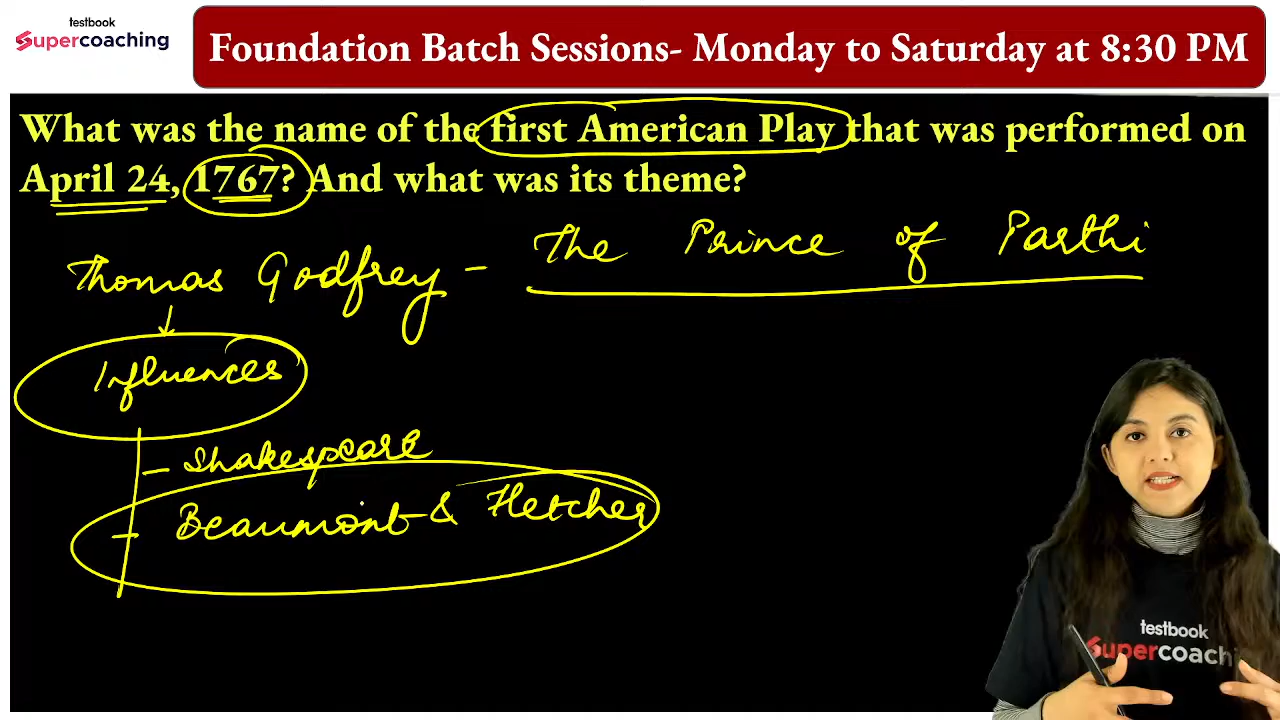 testbook
Supercoaching
Foundation Batch Sessions- Monday to Saturday at 8:30 PM
What was the name of the first American Play that was performed on
April 24, 1767? And what was its theme?
Thomas Godfrey - The Prince of Parthi
Influences
- Shakespeare
- Beaumont & Fletcher
testbook
Supercoachi